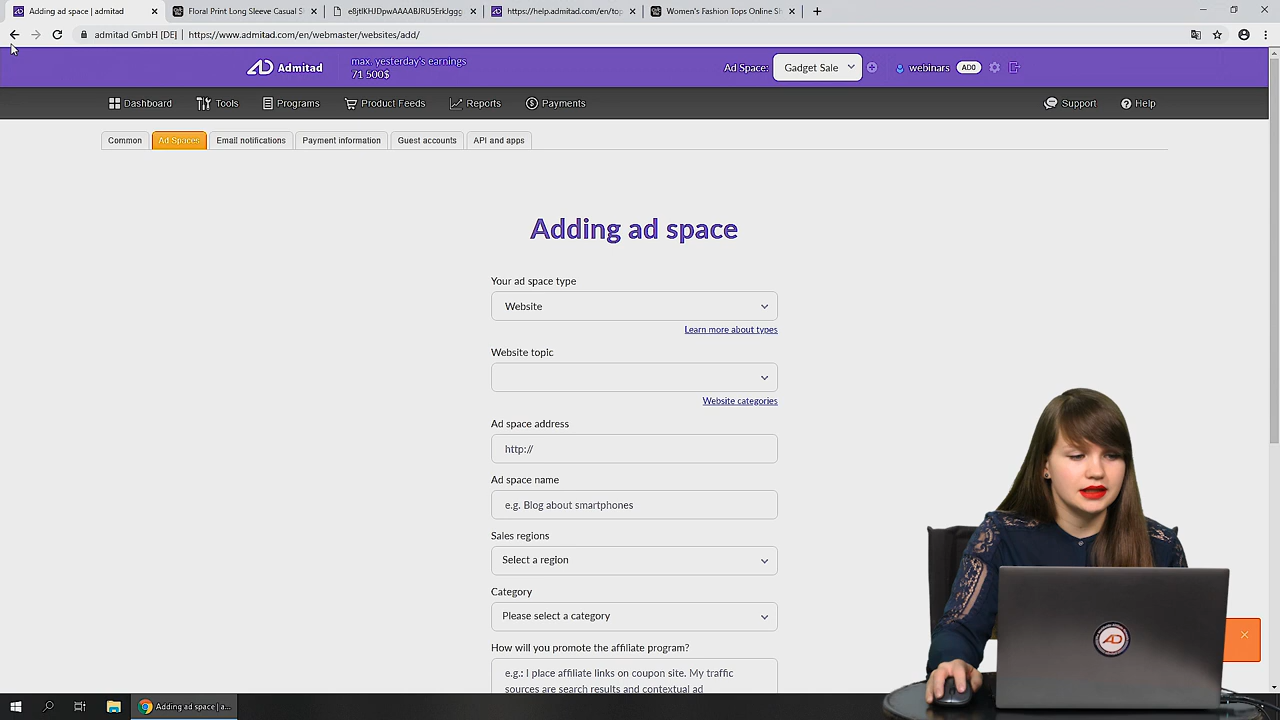 Adding ad space | admitad
Floral Print Long Sleeve Casual S
e8jtlKHJDpwAAAABJRU5ErkJggg
https://help.admitad.com/en/top
Women's Fashion Tops Online Sh
admitad GmbH [DE] | https://www.admitad.com/en/webmaster/websites/add/
Admitad
max. yesterday's earnings
71 500$
Ad Space: Gadget Sale
webinars AD0
Dashboard Tools Programs Product Feeds Reports Payments Support Help
Common Ad Spaces Email notifications Payment information Guest accounts API and apps
Adding ad space
Your ad space type
Website
Learn more about types
Website topic
Website categories
Ad space address
http://
Ad space name
e.g. Blog about smartphones
Sales regions
Select a region
Category
Please select a category
How will you promote the affiliate program?
e.g.: I place affiliate links on coupon site. My traffic
sources are search results and contextual ad
AD
Adding ad space | a...